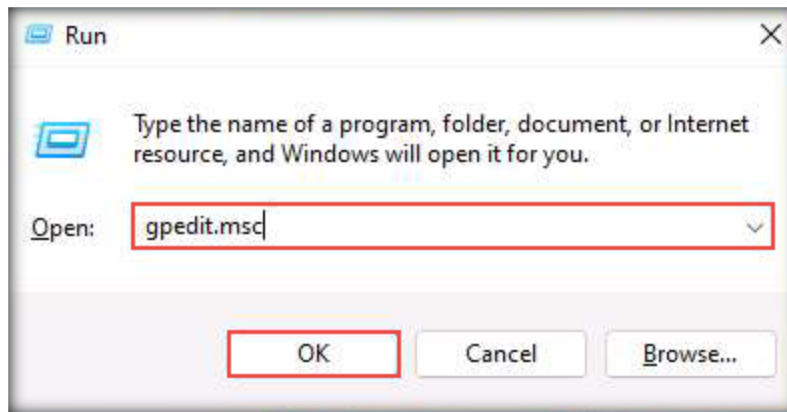 Run
Type the name of a program, folder, document, or Internet
resource, and Windows will open it for you.
Open: gpedit.msc
OK Cancel Browse...